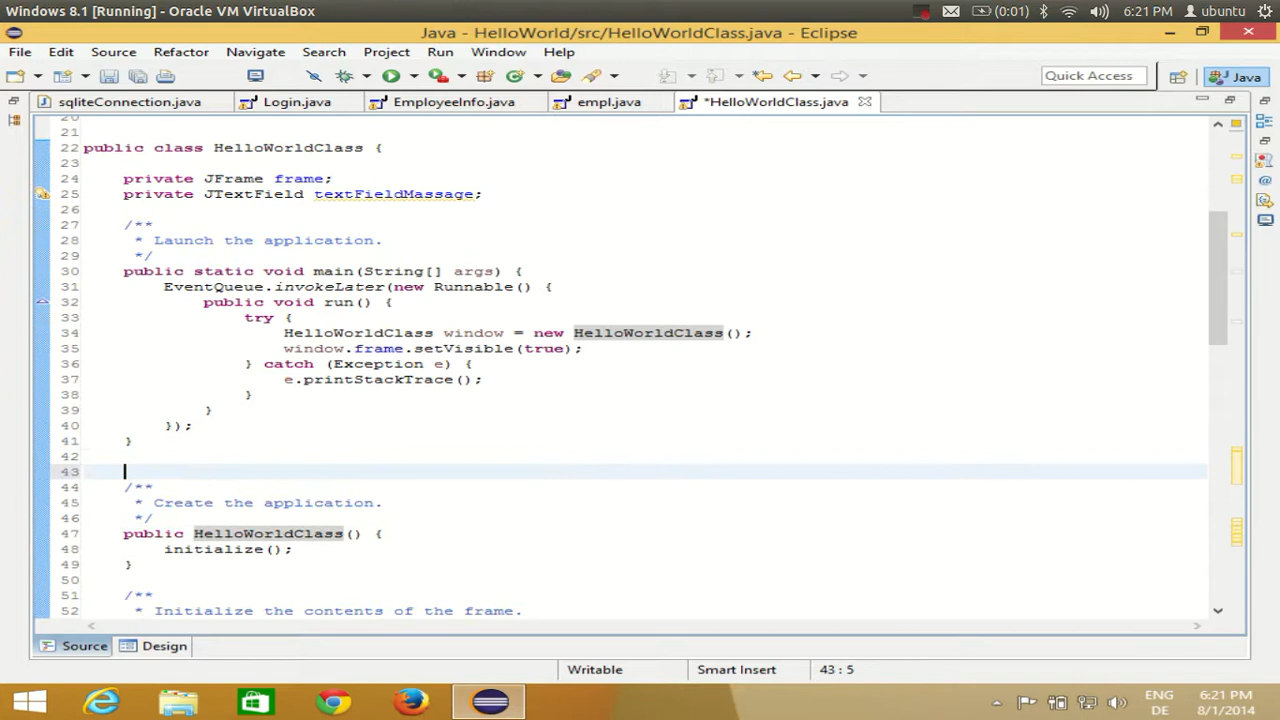 Windows 8.1 [Running] - Oracle VM VirtualBox
(0:01) 6:21 PM ubuntu
Java - HelloWorld/src/HelloWorldClass.java - Eclipse
File Edit Source Refactor Navigate Search Project Run Window Help
Quick Access Java
sqliteConnection.java Login.java EmployeeInfo.java empl.java *HelloWorldClass.java
20
21
22 public class HelloWorldClass {
23
24 private JFrame frame;
25 private JTextField textFieldMassage;
26
27 /**
28 * Launch the application.
29 */
30 public static void main(String[] args) {
31 EventQueue.invokeLater(new Runnable() {
32 public void run() {
33 try {
34 HelloWorldClass window = new HelloWorldClass();
35 window.frame.setVisible(true);
36 } catch (Exception e) {
37 e.printStackTrace();
38 }
39 }
40 });
41 }
42
43
44 /**
45 * Create the application.
46 */
47 public HelloWorldClass() {
48 initialize();
49 }
50
51 /**
52 * Initialize the contents of the frame.
Source Design
Writable Smart Insert 43 : 5
ENG 6:21 PM
DE 8/1/2014